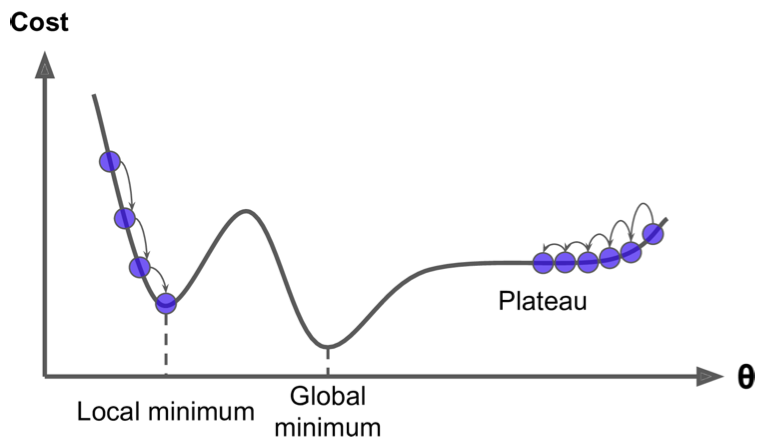 Cost
Plateau
θ
Local minimum
Global
minimum